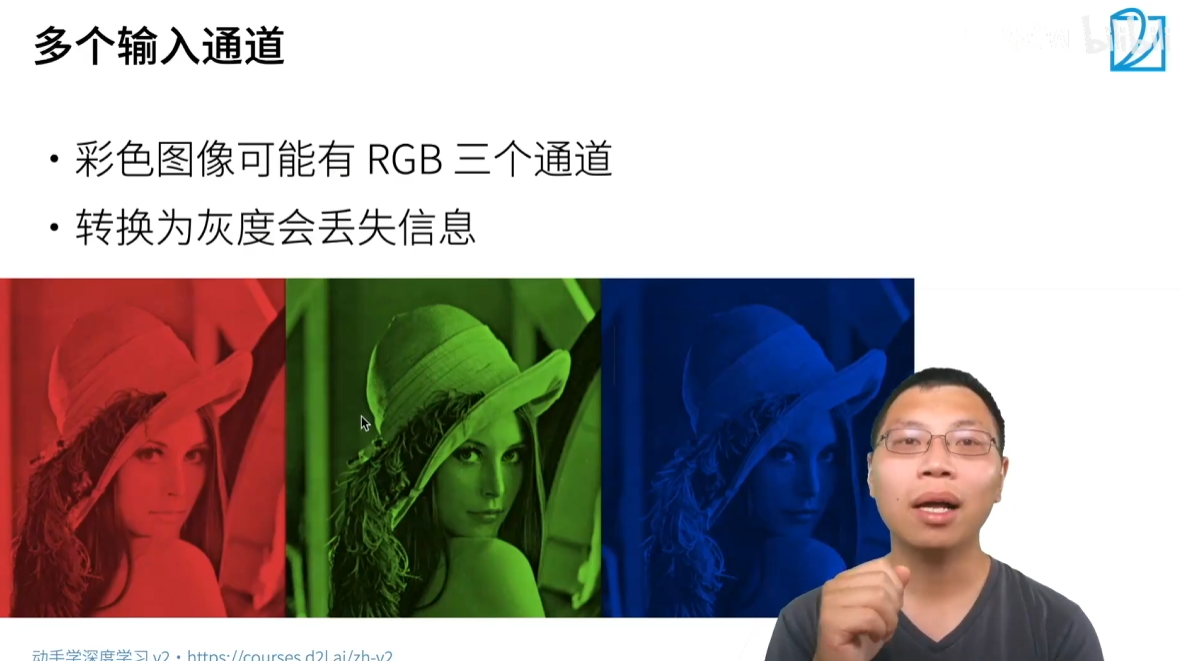 多个输入通道
bilibili
• 彩色图像可能有 RGB 三个通道
• 转换为灰度会丢失信息
动手学深度学习 v2 • https://courses.d2l.ai/zh-v2